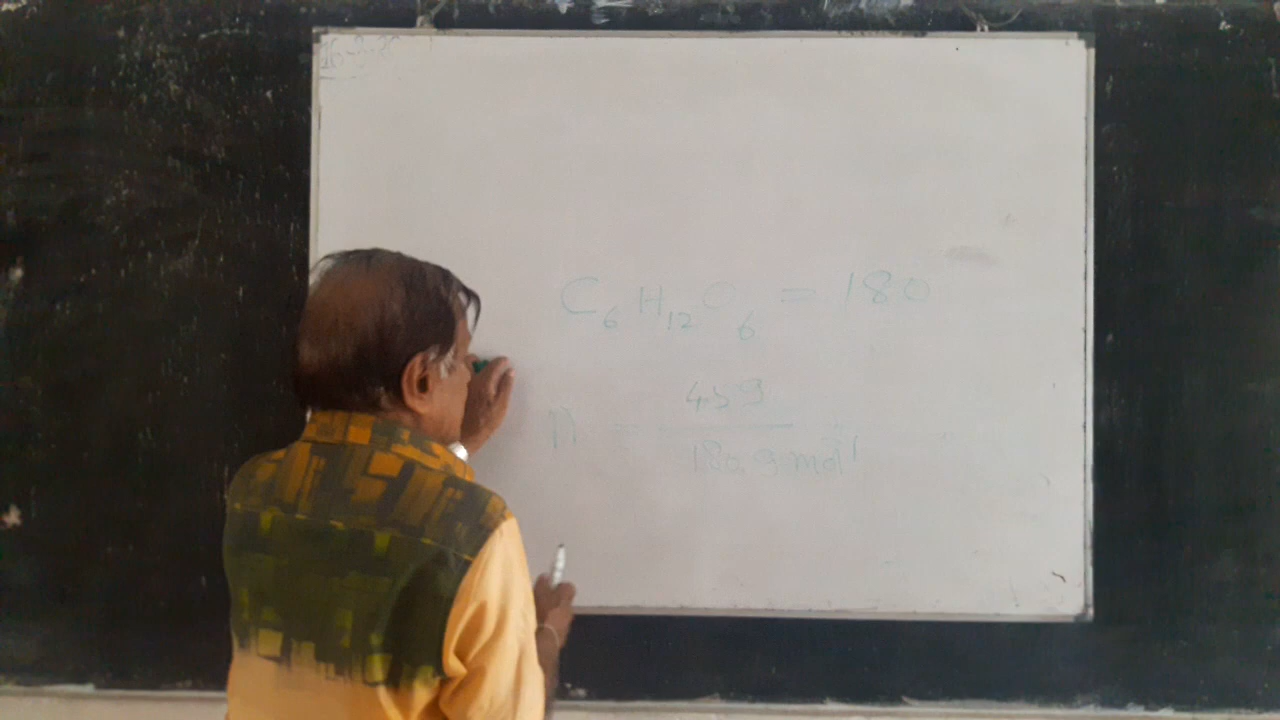 C₆H₁₂O₆ = 180
n = 45g / 180 g mol⁻¹